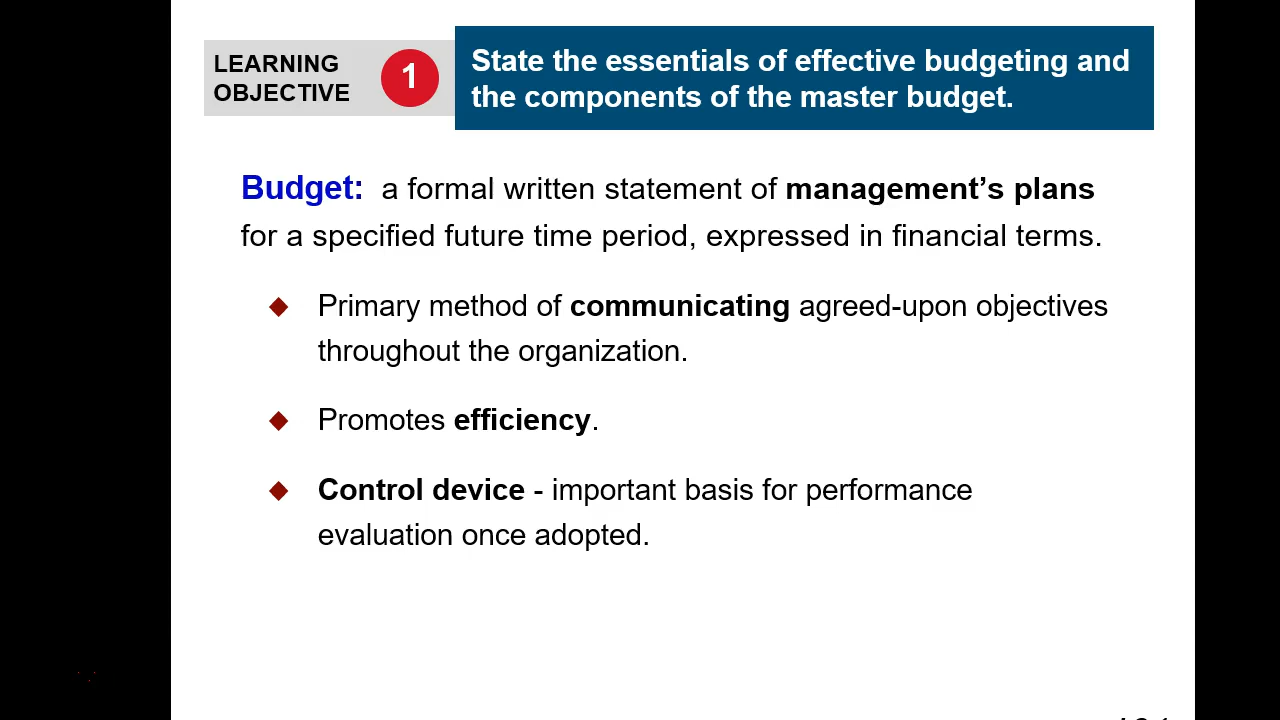 LEARNING
OBJECTIVE
1
State the essentials of effective budgeting and
the components of the master budget.
Budget: a formal written statement of management’s plans
for a specified future time period, expressed in financial terms.
Primary method of communicating agreed-upon objectives
throughout the organization.
Promotes efficiency.
Control device - important basis for performance
evaluation once adopted.